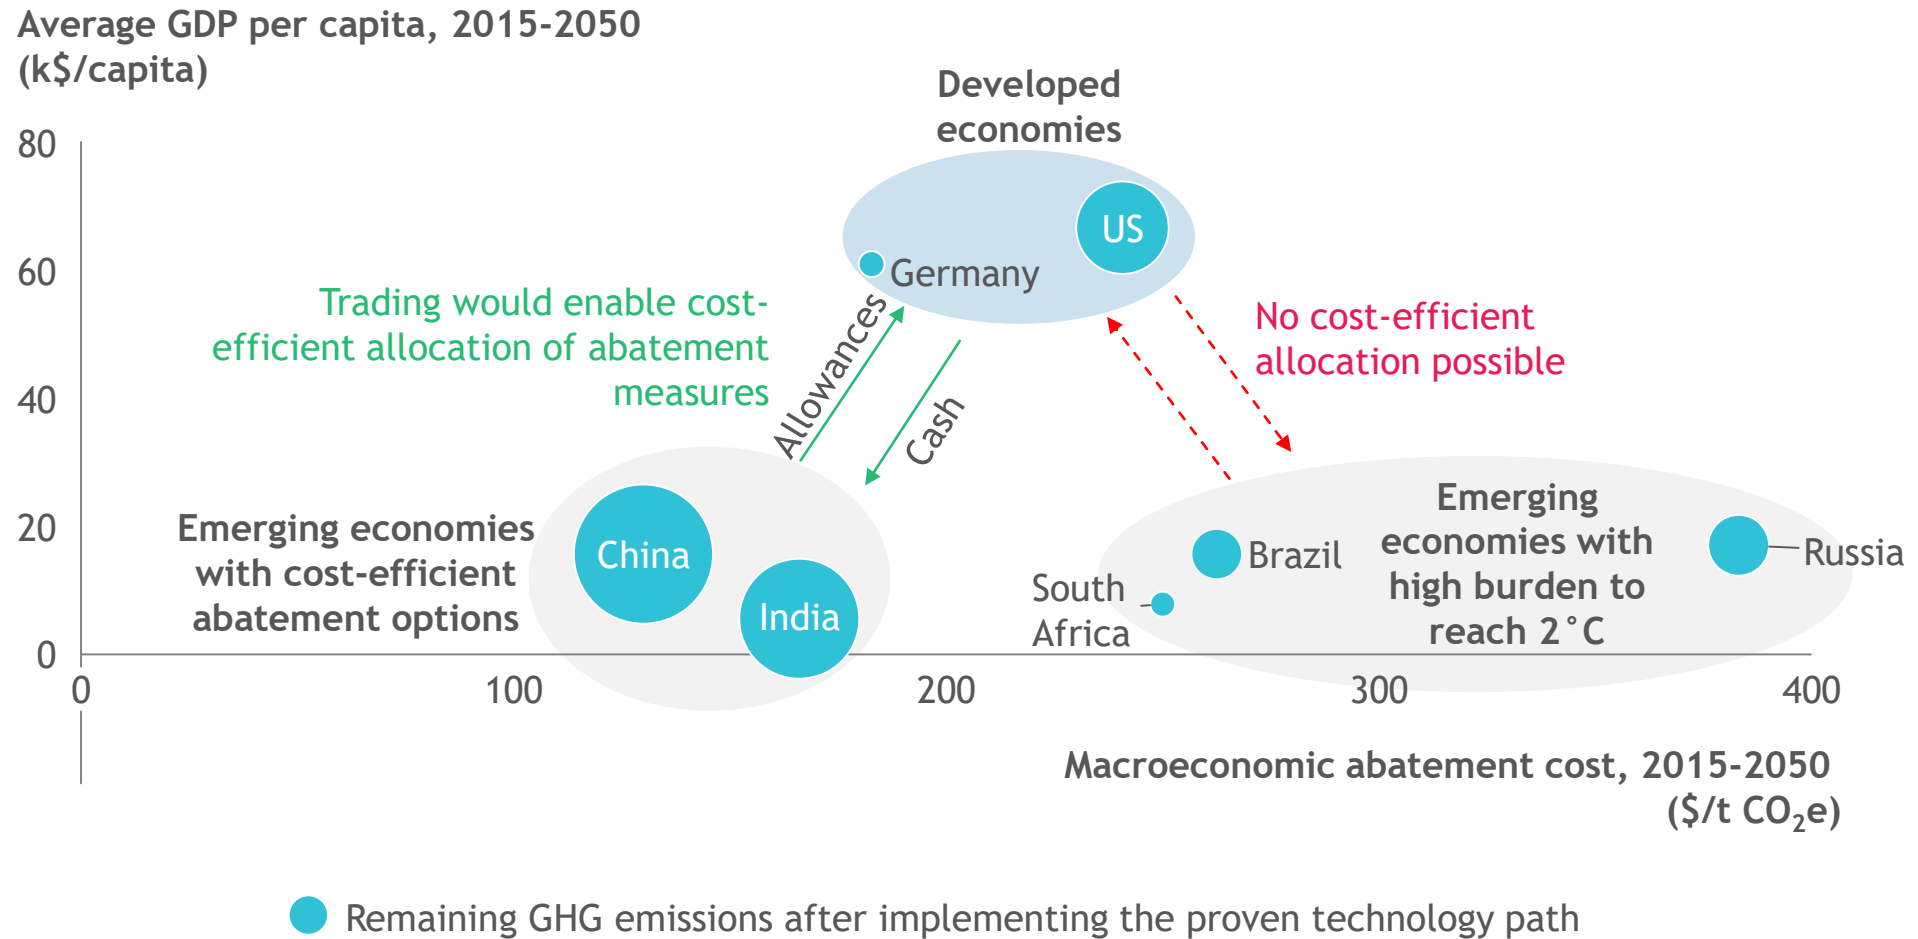 Average GDP per capita, 2015-2050
(k$/capita)
Developed
economies
80
60
40
20
0
US
Germany
Trading would enable cost-
efficient allocation of abatement
measures
Allowances
Cash
No cost-efficient
allocation possible
Emerging economies
with cost-efficient
abatement options
China
India
South
Africa
Brazil
Emerging
economies with
high burden to
reach 2°C
Russia
0
100
200
300
400
Macroeconomic abatement cost, 2015-2050
($/t CO₂e)
Remaining GHG emissions after implementing the proven technology path